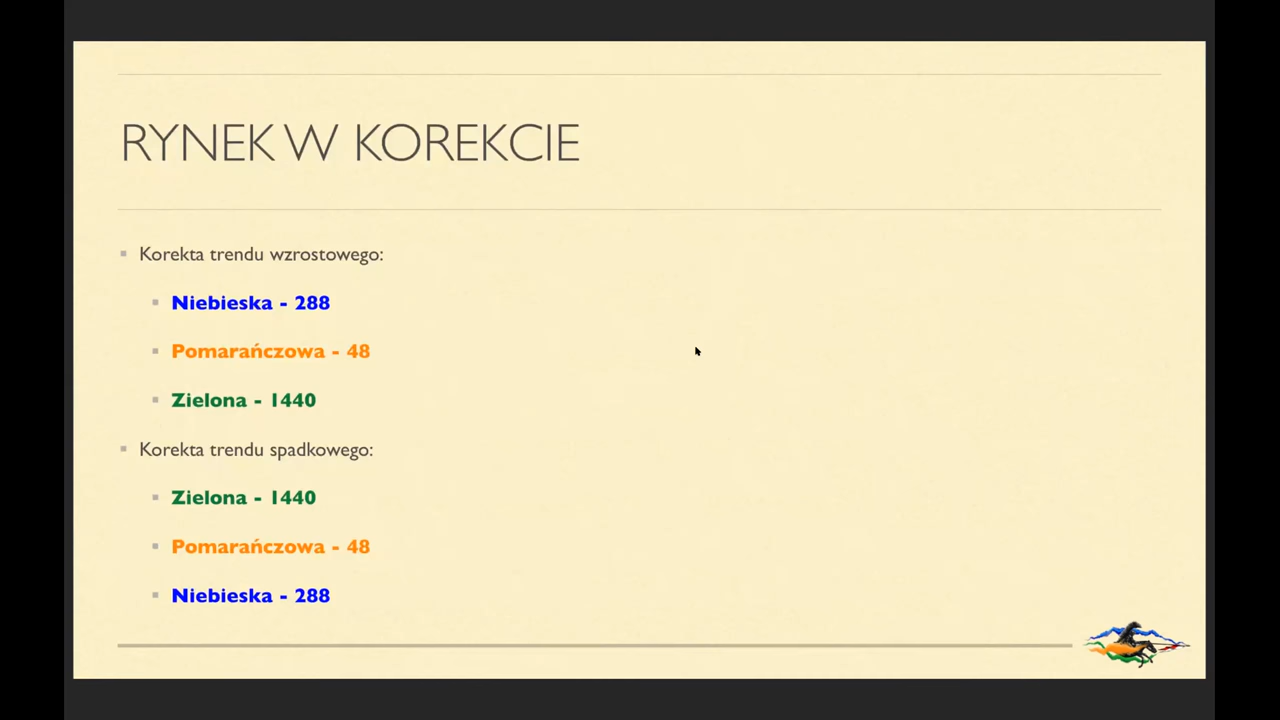 RYNEK W KOREKCIE
Korekta trendu wzrostowego:
Niebieska - 288
Pomarańczowa - 48
Zielona - 1440
Korekta trendu spadkowego:
Zielona - 1440
Pomarańczowa - 48
Niebieska - 288